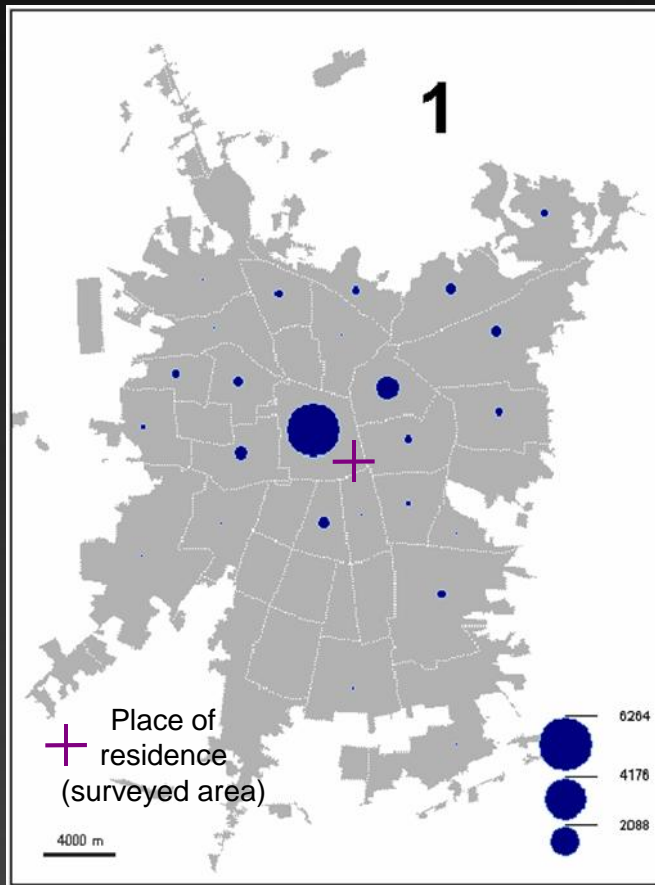 1
Place of
residence
(surveyed area)
4000 m
6264
4176
2088